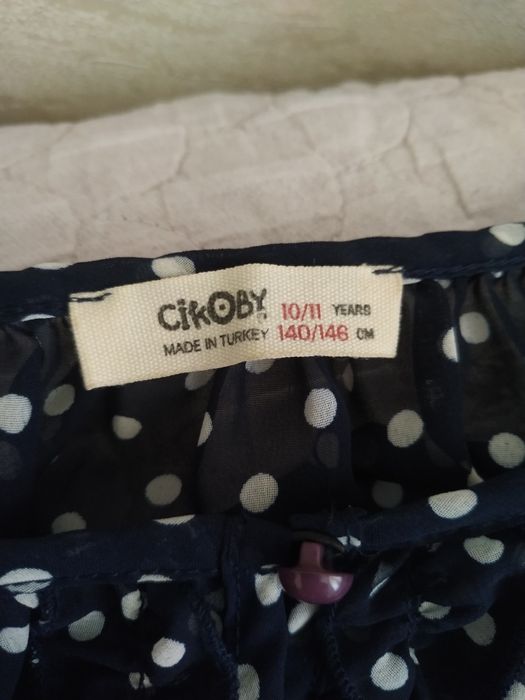 CikOBY 10/11 YEARS
MADE IN TURKEY 140/146 CM